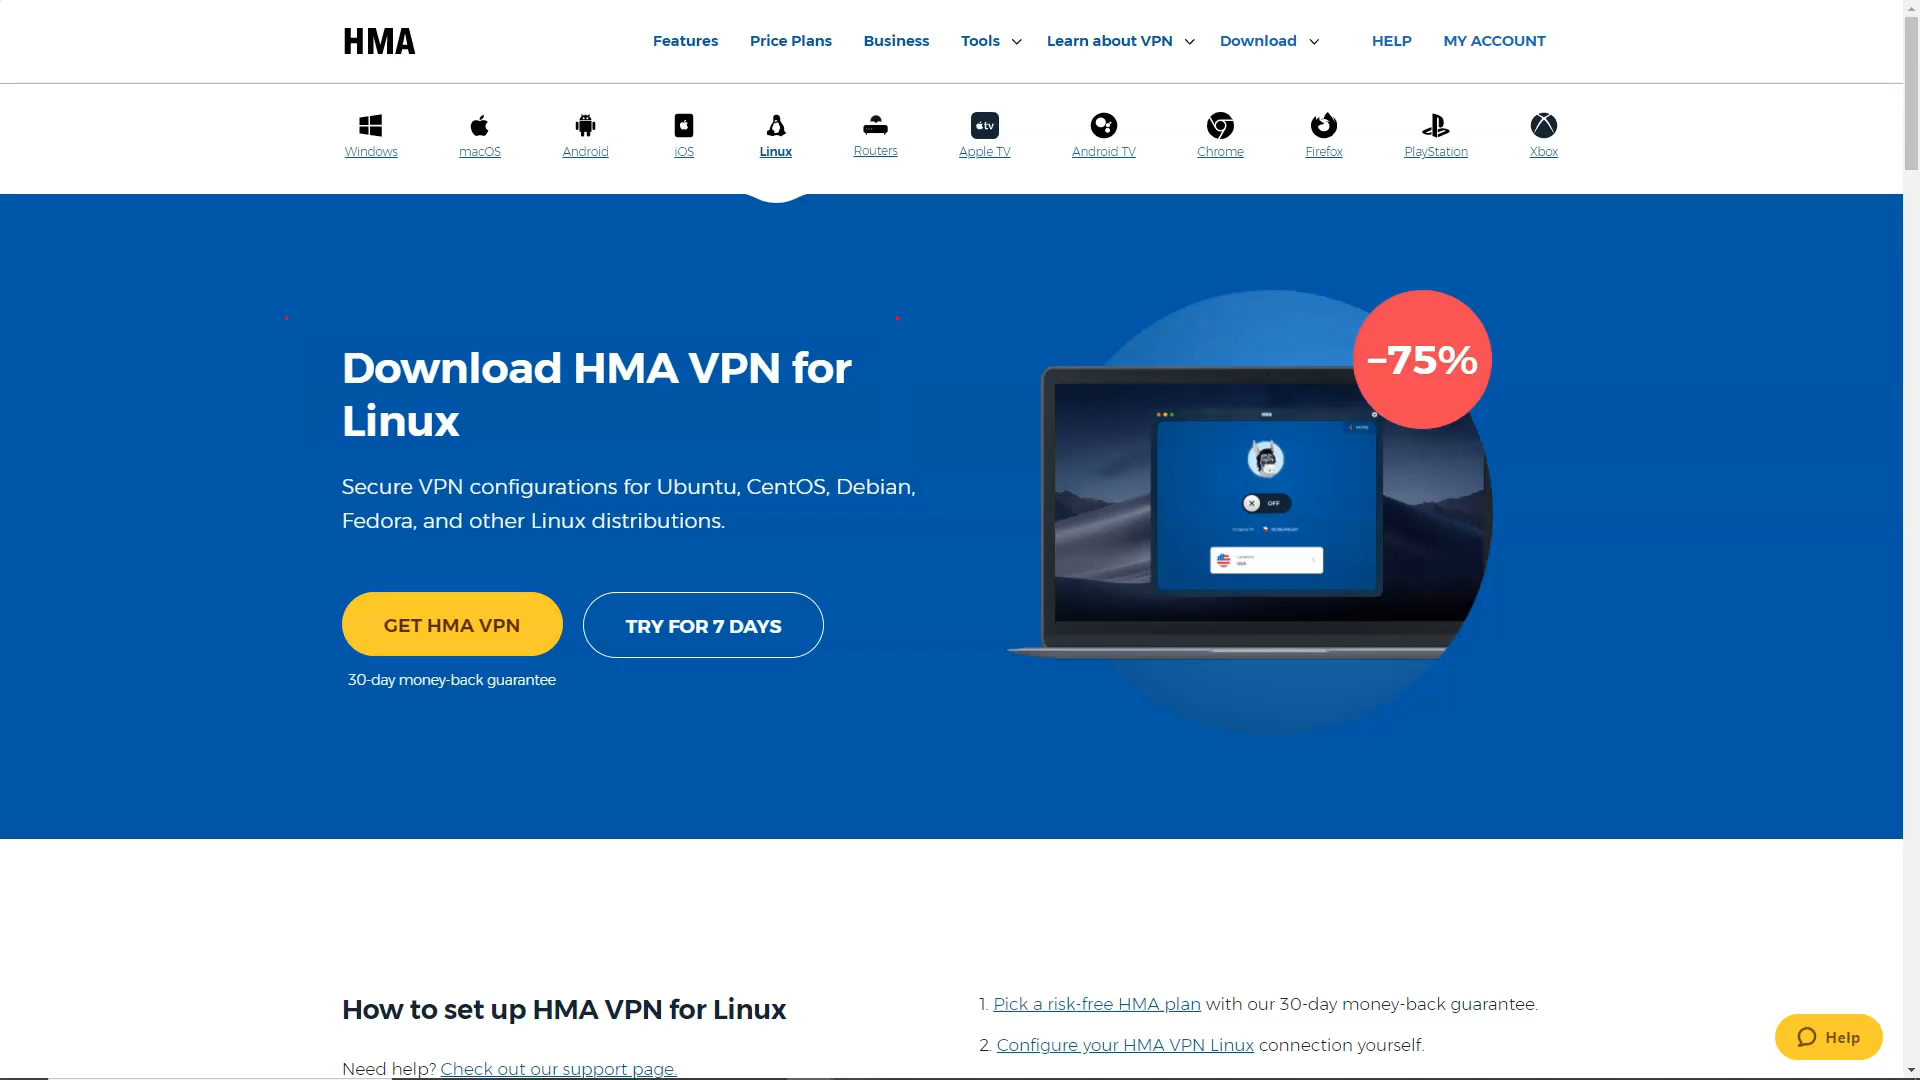 HMA
Features Price Plans Business Tools Learn about VPN Download HELP MY ACCOUNT
Windows macOS Android iOS Linux Routers Apple TV Android TV Chrome Firefox PlayStation Xbox
tv
Download HMA VPN for
Linux
Secure VPN configurations for Ubuntu, CentOS, Debian,
Fedora, and other Linux distributions.
GET HMA VPN
TRY FOR 7 DAYS
30-day money-back guarantee
–75%
HMA
OFF
How to set up HMA VPN for Linux
Need help? Check out our support page.
1. Pick a risk-free HMA plan with our 30-day money-back guarantee.
2. Configure your HMA VPN Linux connection yourself.
Help